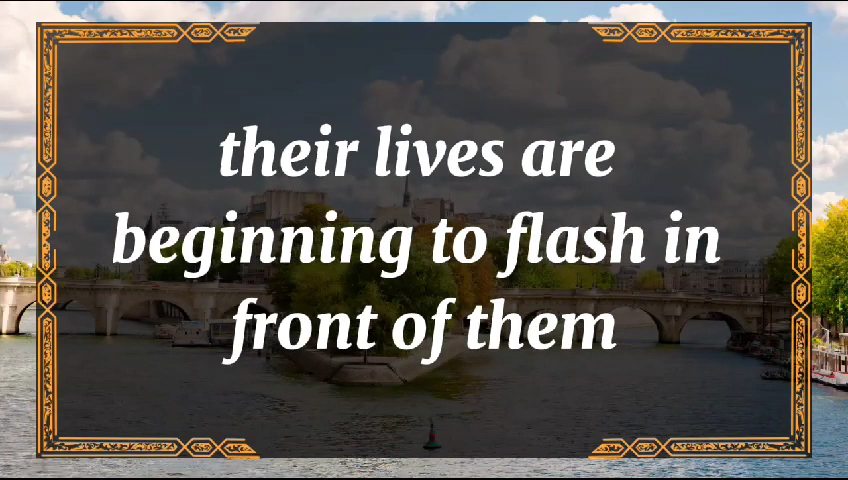 their lives are
beginning to flash in
front of them